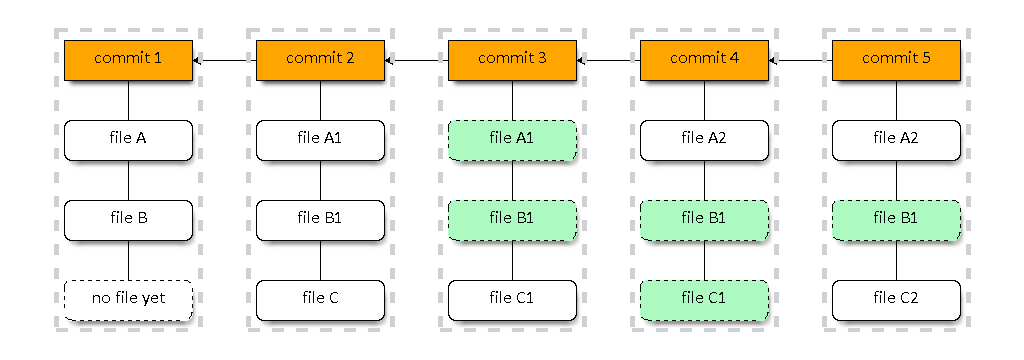 commit 1
commit 2
commit 3
commit 4
commit 5
file A
file A1
file A1
file A2
file A2
file B
file B1
file B1
file B1
file B1
no file yet
file C
file C1
file C1
file C2